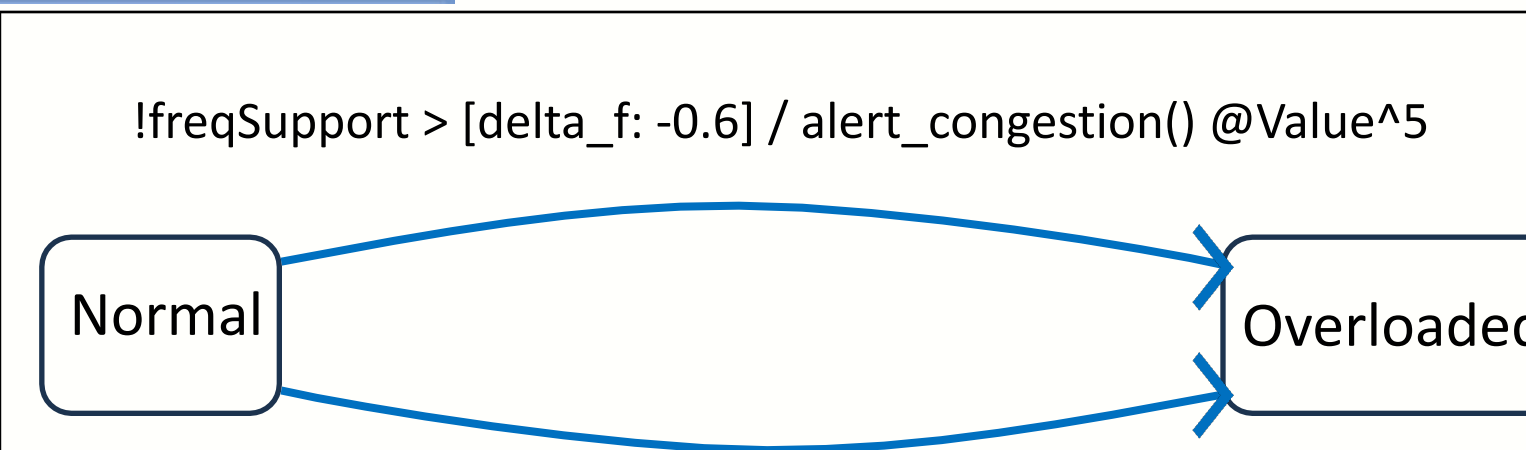 !freqSupport > [delta_f: -0.6] / alert_congestion() @Value^5
Normal
Overloaded